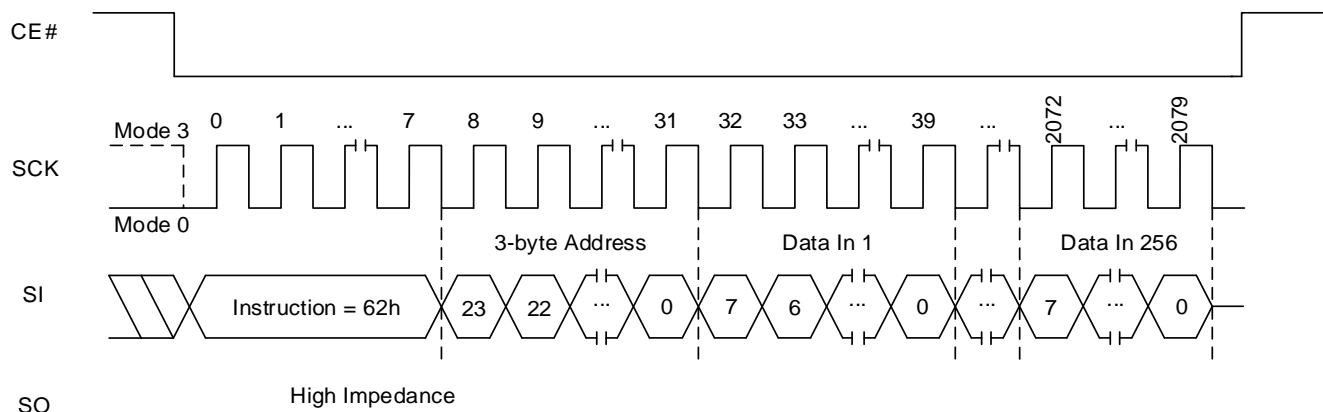 CE#
0 1 ... 7 8 9 ... 31 32 33 ... 39 ... 2072 ... 2079
Mode 3
SCK
Mode 0
3-byte Address Data In 1 Data In 256
SI Instruction = 62h 23 22 ... 0 7 6 ... 0 ... 7 ... 0
High Impedance
SO